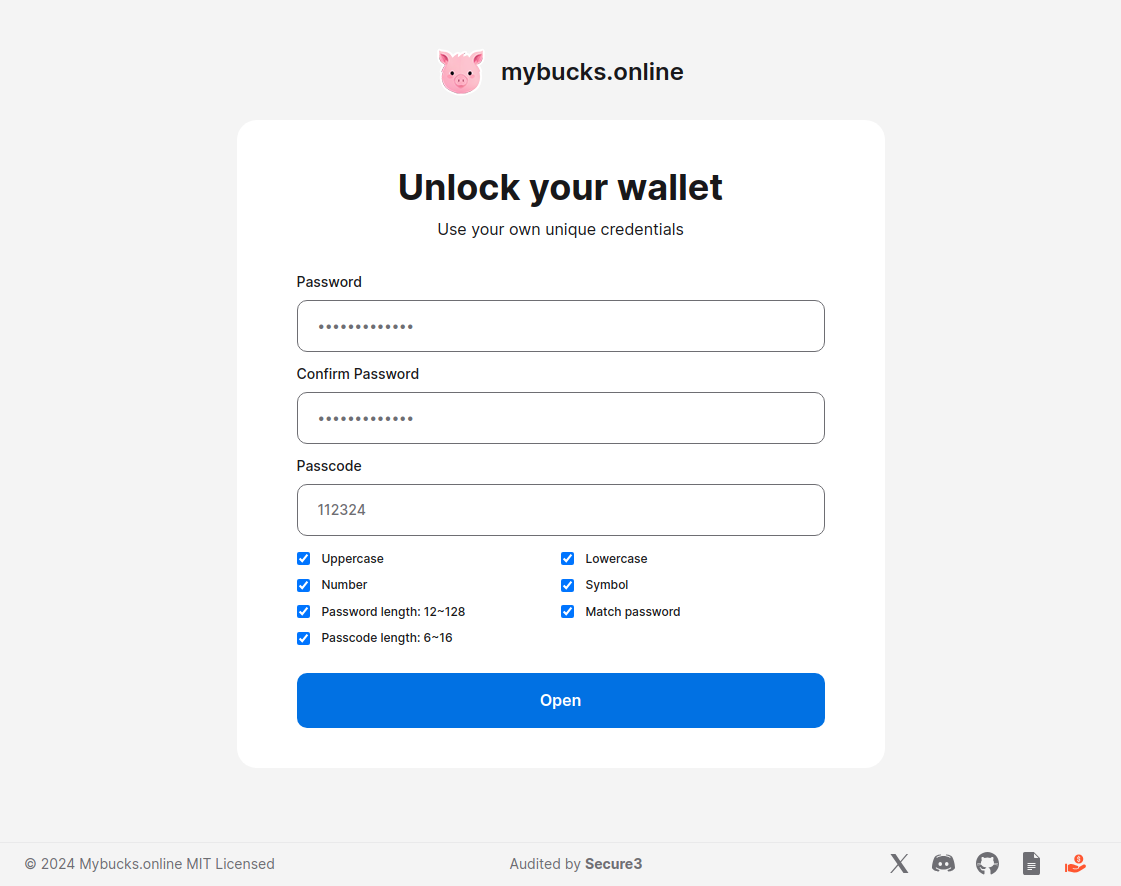 mybucks.online
Unlock your wallet
Use your own unique credentials
Password
•••••••••••••
Confirm Password
•••••••••••••
Passcode
112324
Uppercase
Lowercase
Number
Symbol
Password length: 12~128
Match password
Passcode length: 6~16
Open
© 2024 Mybucks.online MIT Licensed
Audited by Secure3